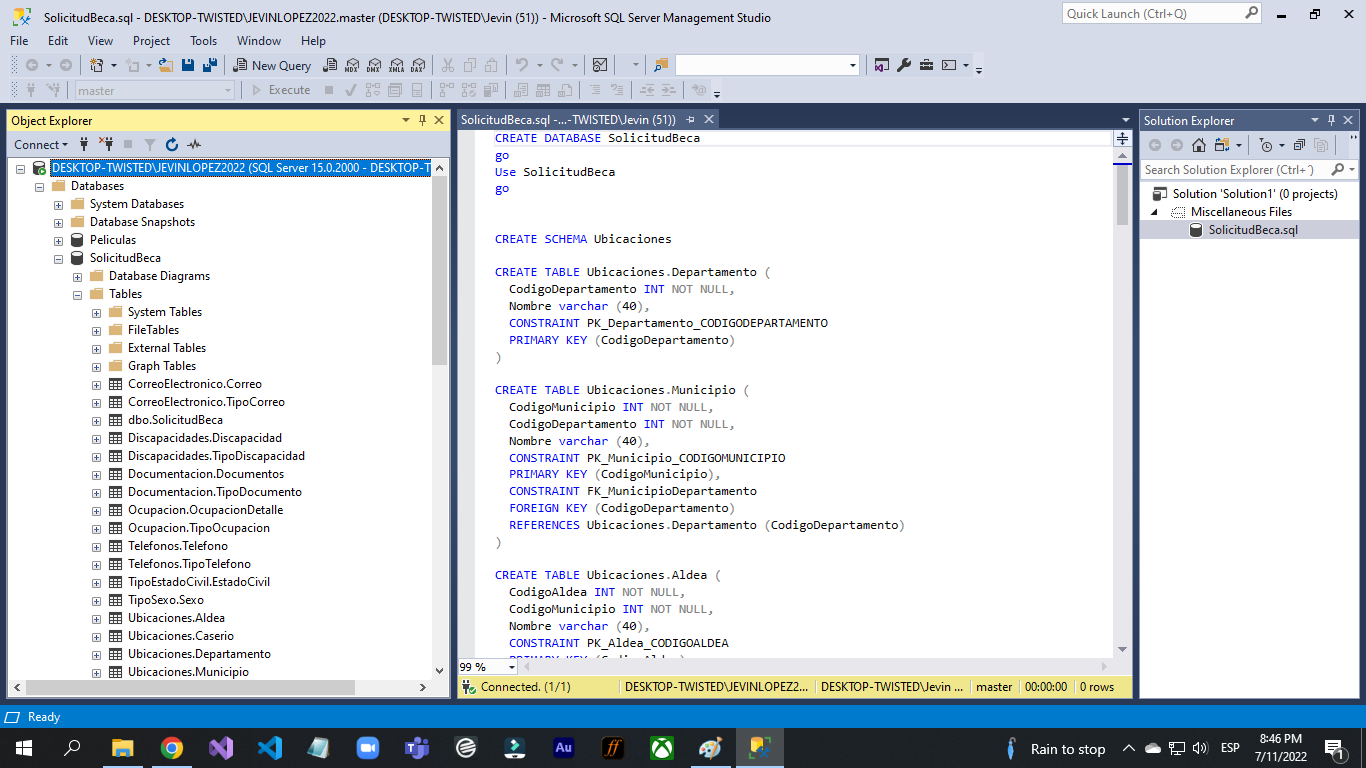 SolicitudBeca.sql - DESKTOP-TWISTED\JEVINLOPEZ2022.master (DESKTOP-TWISTED\Jevin (51)) - Microsoft SQL Server Management Studio
Quick Launch (Ctrl+Q)
File Edit View Project Tools Window Help
New Query
MDX DMX XMLA DAX
master
Execute
Object Explorer
Connect
DESKTOP-TWISTED\JEVINLOPEZ2022 (SQL Server 15.0.2000 - DESKTOP-T
Databases
System Databases
Database Snapshots
Peliculas
SolicitudBeca
Database Diagrams
Tables
System Tables
FileTables
External Tables
Graph Tables
CorreoElectronico.Correo
CorreoElectronico.TipoCorreo
dbo.SolicitudBeca
Discapacidades.Discapacidad
Discapacidades.TipoDiscapacidad
Documentacion.Documentos
Documentacion.TipoDocumento
Ocupacion.OcupacionDetalle
Ocupacion.TipoOcupacion
Telefonos.Telefono
Telefonos.TipoTelefono
TipoEstadoCivil.EstadoCivil
TipoSexo.Sexo
Ubicaciones.Aldea
Ubicaciones.Caserio
Ubicaciones.Departamento
Ubicaciones.Municipio
SolicitudBeca.sql -...-TWISTED\Jevin (51))
CREATE DATABASE SolicitudBeca
go
Use SolicitudBeca
go
CREATE SCHEMA Ubicaciones
CREATE TABLE Ubicaciones.Departamento (
CodigoDepartamento INT NOT NULL,
Nombre varchar (40),
CONSTRAINT PK_Departamento_CODIGODEPARTAMENTO
PRIMARY KEY (CodigoDepartamento)
)
CREATE TABLE Ubicaciones.Municipio (
CodigoMunicipio INT NOT NULL,
CodigoDepartamento INT NOT NULL,
Nombre varchar (40),
CONSTRAINT PK_Municipio_CODIGOMUNICIPIO
PRIMARY KEY (CodigoMunicipio),
CONSTRAINT FK_MunicipioDepartamento
FOREIGN KEY (CodigoDepartamento)
REFERENCES Ubicaciones.Departamento (CodigoDepartamento)
)
CREATE TABLE Ubicaciones.Aldea (
CodigoAldea INT NOT NULL,
CodigoMunicipio INT NOT NULL,
Nombre varchar (40),
CONSTRAINT PK_Aldea_CODIGOALDEA
PRIMARY KEY (CodigoAldea)
99 %
Connected. (1/1)
DESKTOP-TWISTED\JEVINLOPEZ2...
DESKTOP-TWISTED\Jevin ...
master
00:00:00
0 rows
Solution Explorer
Search Solution Explorer (Ctrl+´)
Solution 'Solution1' (0 projects)
Miscellaneous Files
SolicitudBeca.sql
Ready
Au
ff
Rain to stop
ESP
8:46 PM
7/11/2022
1